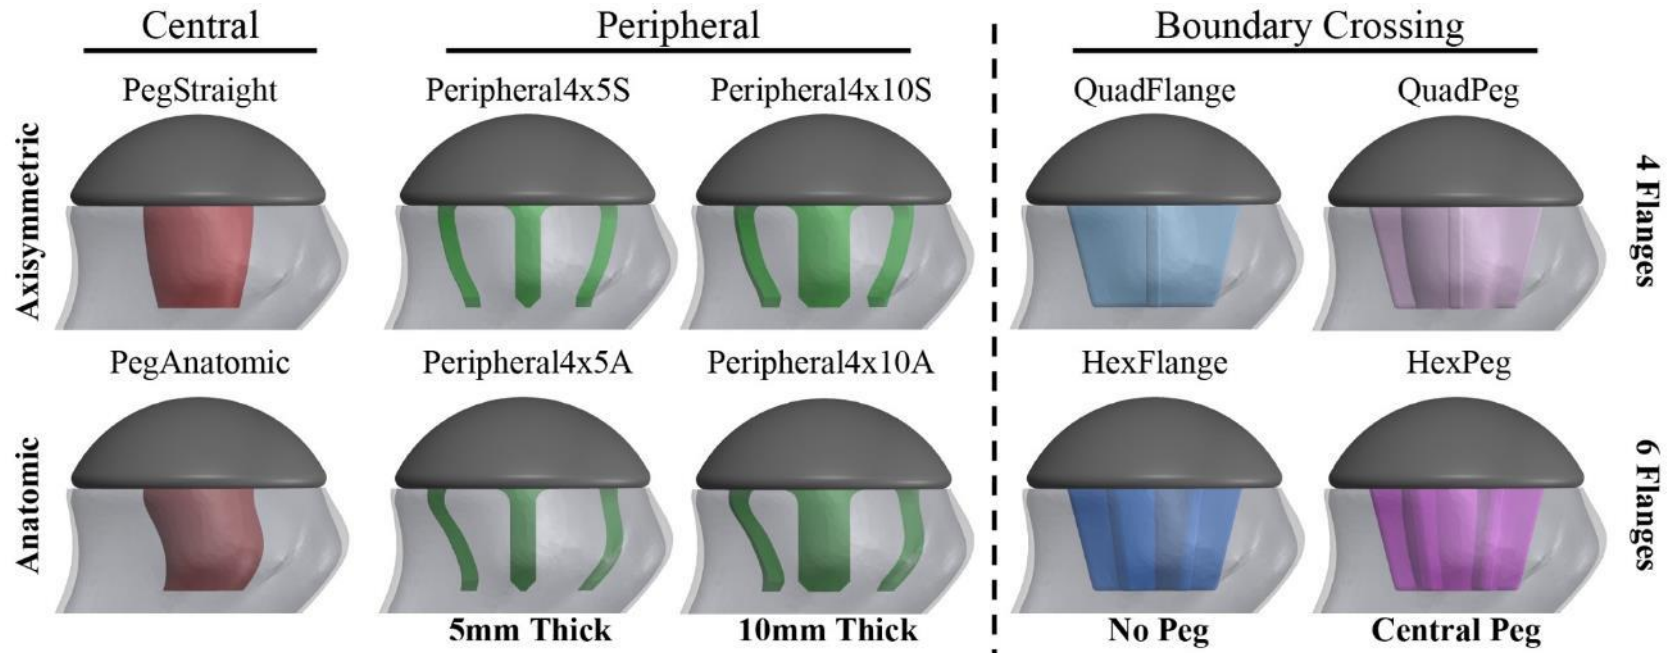 Central
Peripheral
Boundary Crossing
PegStraight
Peripheral4x5S
Peripheral4x10S
QuadFlange
QuadPeg
Axisymmetric
4 Flanges
PegAnatomic
Peripheral4x5A
Peripheral4x10A
HexFlange
HexPeg
Anatomic
6 Flanges
5mm Thick
10mm Thick
No Peg
Central Peg